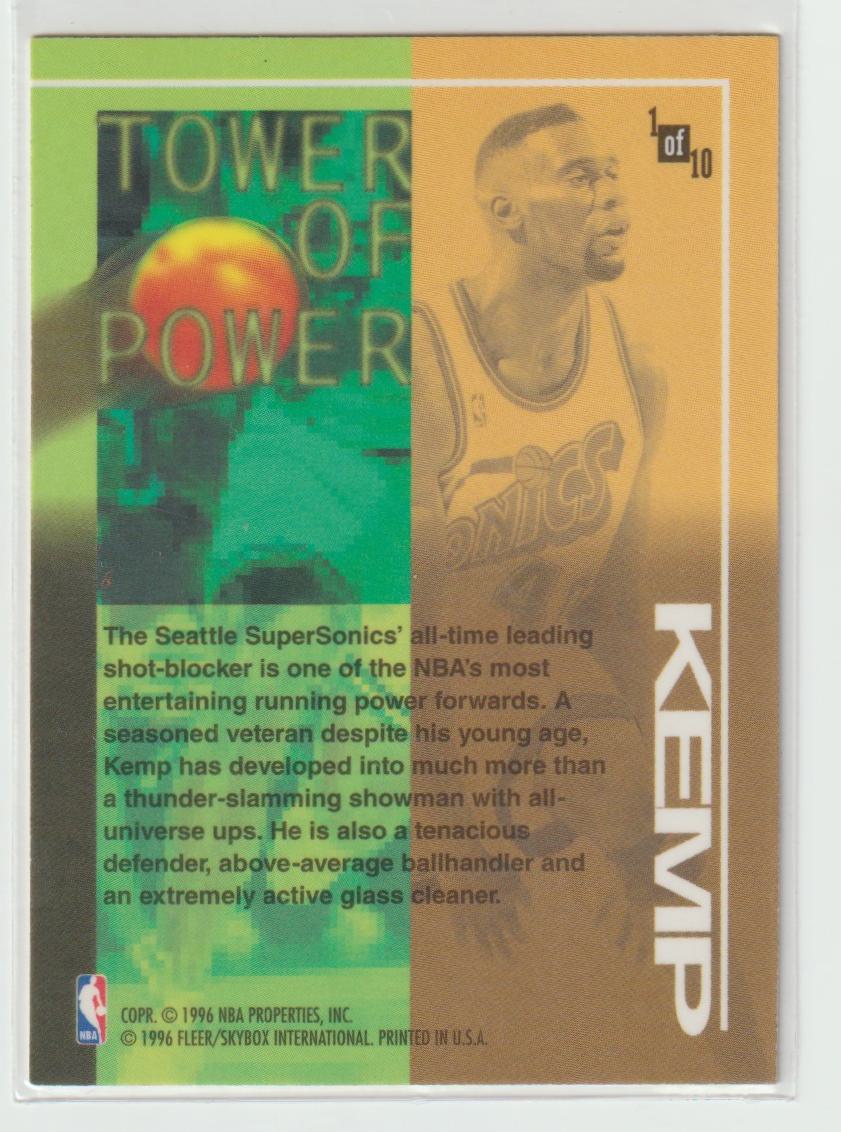 TOWER
OF
POWER
1 of 10
ONICS
4
The Seattle SuperSonics' all-time leading
shot-blocker is one of the NBA's most
entertaining running power forwards. A
seasoned veteran despite his young age,
Kemp has developed into much more than
a thunder-slamming showman with all-
universe ups. He is also a tenacious
defender, above-average ballhandler and
an extremely active glass cleaner.
KEMP
NBA
COPR. © 1996 NBA PROPERTIES, INC.
© 1996 FLEER/SKYBOX INTERNATIONAL. PRINTED IN U.S.A.